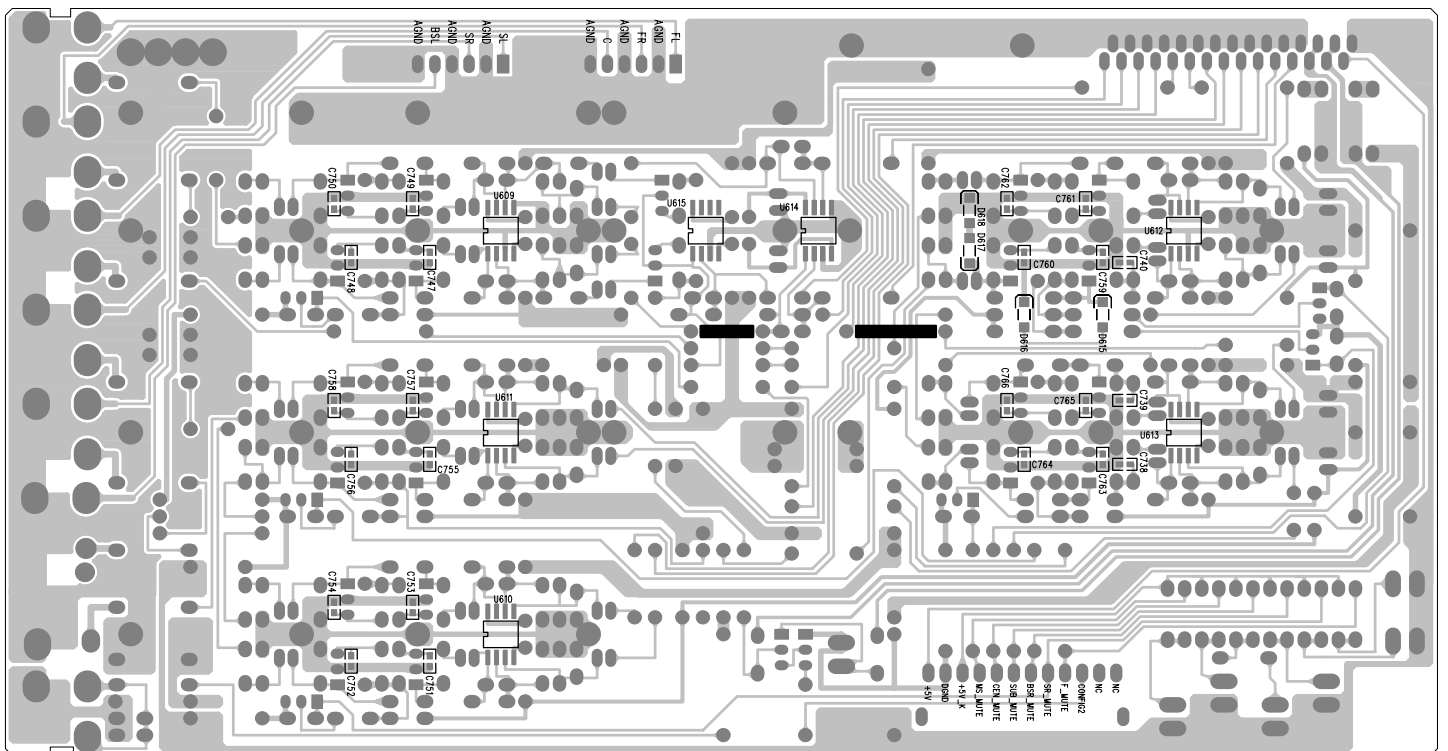 AGND
BSL
AGND
SR
AGND
SL
AGND
C
AGND
FR
AGND
FL
C750
C749
U609
U615
U614
C762
D618
D617
C761
U612
C748
C747
C760
C759
C740
D616
D615
C758
C757
U611
C766
C765
C739
U613
C756
C755
C764
C763
C738
C754
C753
U610
C752
C751
+5V
DGND
+5V_K
MS_MUTE
CEN_MUTE
SUB_MUTE
BSR_MUTE
SR_MUTE
F_MUTE
CONFIG2
NC
NC